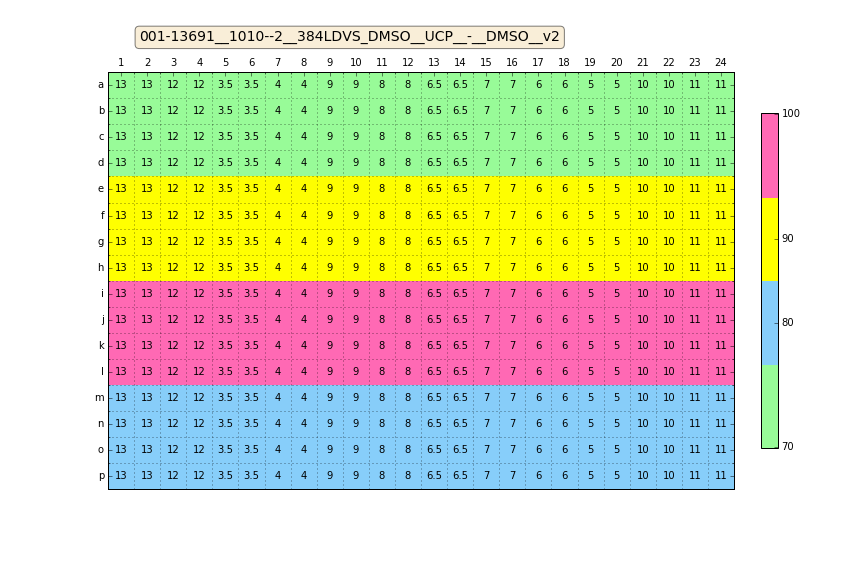 001-13691__1010--2__384LDVS_DMSO__UCP__-__DMSO__v2
1 2 3 4 5 6 7 8 9 10 11 12 13 14 15 16 17 18 19 20 21 22 23 24
a 13 13 12 12 3.5 3.5 4 4 9 9 8 8 6.5 6.5 7 7 6 6 5 5 10 10 11 11
b 13 13 12 12 3.5 3.5 4 4 9 9 8 8 6.5 6.5 7 7 6 6 5 5 10 10 11 11
c 13 13 12 12 3.5 3.5 4 4 9 9 8 8 6.5 6.5 7 7 6 6 5 5 10 10 11 11
d 13 13 12 12 3.5 3.5 4 4 9 9 8 8 6.5 6.5 7 7 6 6 5 5 10 10 11 11
e 13 13 12 12 3.5 3.5 4 4 9 9 8 8 6.5 6.5 7 7 6 6 5 5 10 10 11 11
f 13 13 12 12 3.5 3.5 4 4 9 9 8 8 6.5 6.5 7 7 6 6 5 5 10 10 11 11
g 13 13 12 12 3.5 3.5 4 4 9 9 8 8 6.5 6.5 7 7 6 6 5 5 10 10 11 11
h 13 13 12 12 3.5 3.5 4 4 9 9 8 8 6.5 6.5 7 7 6 6 5 5 10 10 11 11
i 13 13 12 12 3.5 3.5 4 4 9 9 8 8 6.5 6.5 7 7 6 6 5 5 10 10 11 11
j 13 13 12 12 3.5 3.5 4 4 9 9 8 8 6.5 6.5 7 7 6 6 5 5 10 10 11 11
k 13 13 12 12 3.5 3.5 4 4 9 9 8 8 6.5 6.5 7 7 6 6 5 5 10 10 11 11
l 13 13 12 12 3.5 3.5 4 4 9 9 8 8 6.5 6.5 7 7 6 6 5 5 10 10 11 11
m 13 13 12 12 3.5 3.5 4 4 9 9 8 8 6.5 6.5 7 7 6 6 5 5 10 10 11 11
n 13 13 12 12 3.5 3.5 4 4 9 9 8 8 6.5 6.5 7 7 6 6 5 5 10 10 11 11
o 13 13 12 12 3.5 3.5 4 4 9 9 8 8 6.5 6.5 7 7 6 6 5 5 10 10 11 11
p 13 13 12 12 3.5 3.5 4 4 9 9 8 8 6.5 6.5 7 7 6 6 5 5 10 10 11 11
100
90
80
70